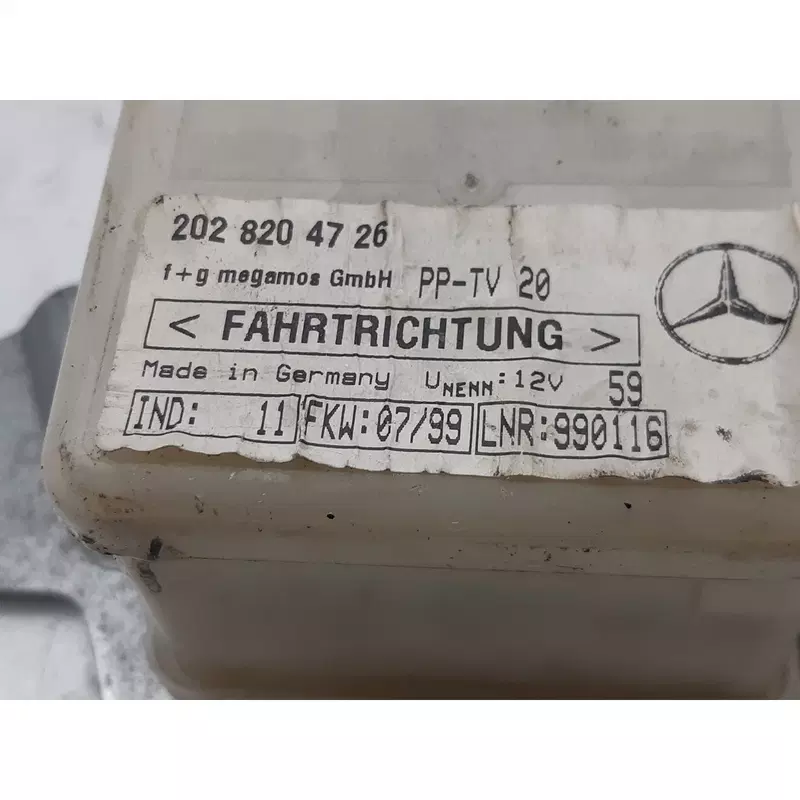 202 820 47 26
f+g megamos GmbH PP-TV 20
< FAHRTRICHTUNG >
Made in Germany UNENN: 12V 59
IND: 11 FKW: 07/99 LNR: 990116